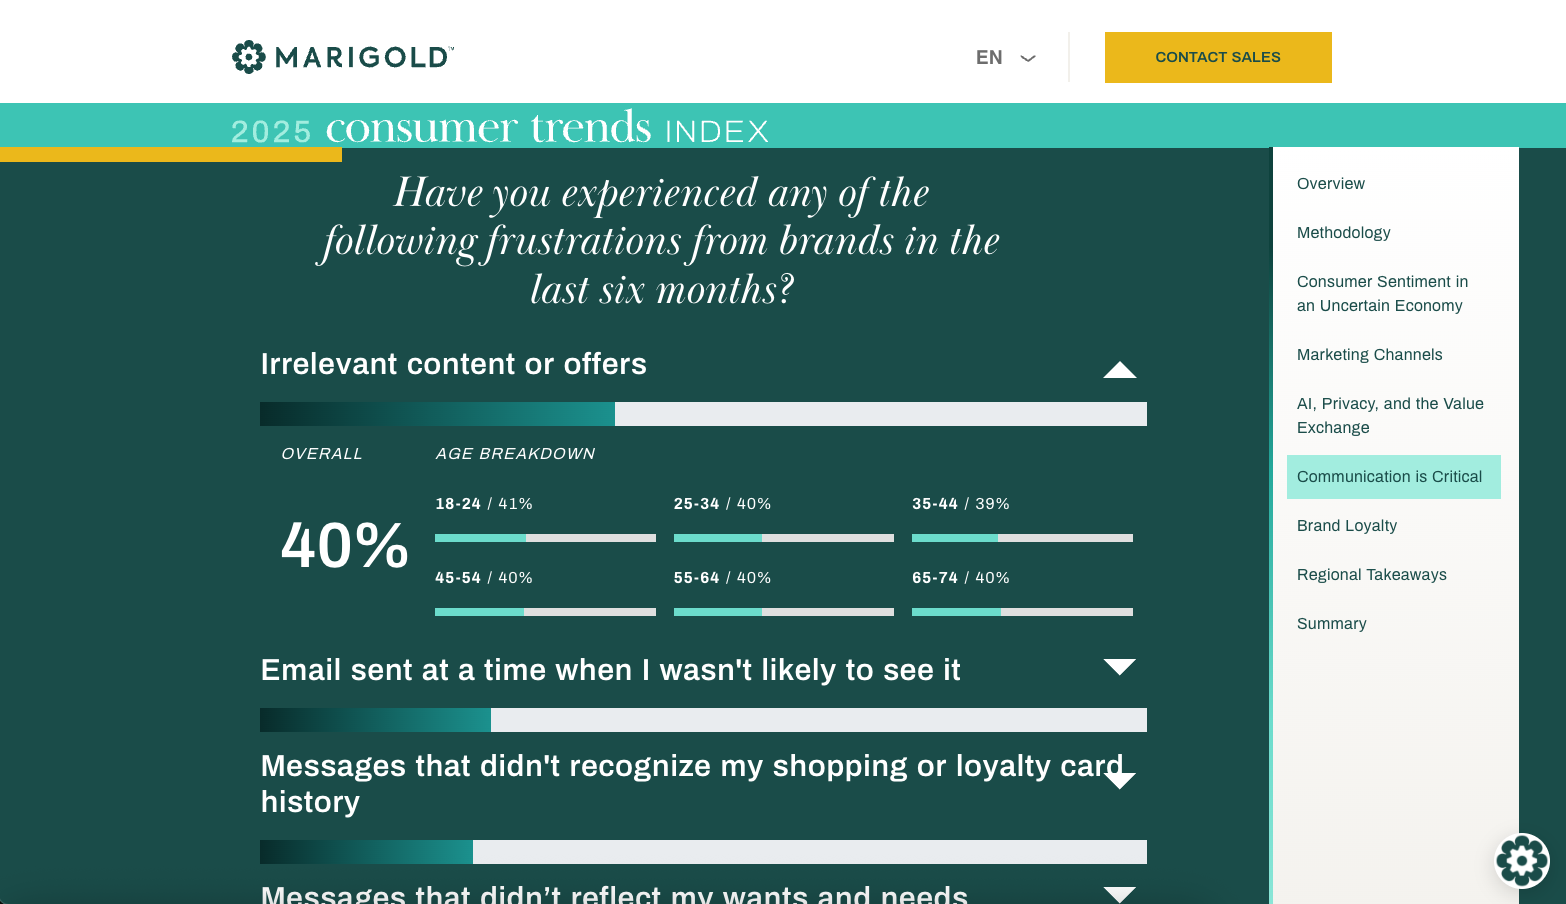 MARIGOLD™
EN
CONTACT SALES
2025 consumer trends INDEX
Have you experienced any of the
following frustrations from brands in the
last six months?
Irrelevant content or offers
OVERALL
AGE BREAKDOWN
40%
18-24 / 41%
25-34 / 40%
35-44 / 39%
45-54 / 40%
55-64 / 40%
65-74 / 40%
Email sent at a time when I wasn't likely to see it
Messages that didn't recognize my shopping or loyalty card
history
Messages that didn’t reflect my wants and needs
Overview
Methodology
Consumer Sentiment in
an Uncertain Economy
Marketing Channels
AI, Privacy, and the Value
Exchange
Communication is Critical
Brand Loyalty
Regional Takeaways
Summary